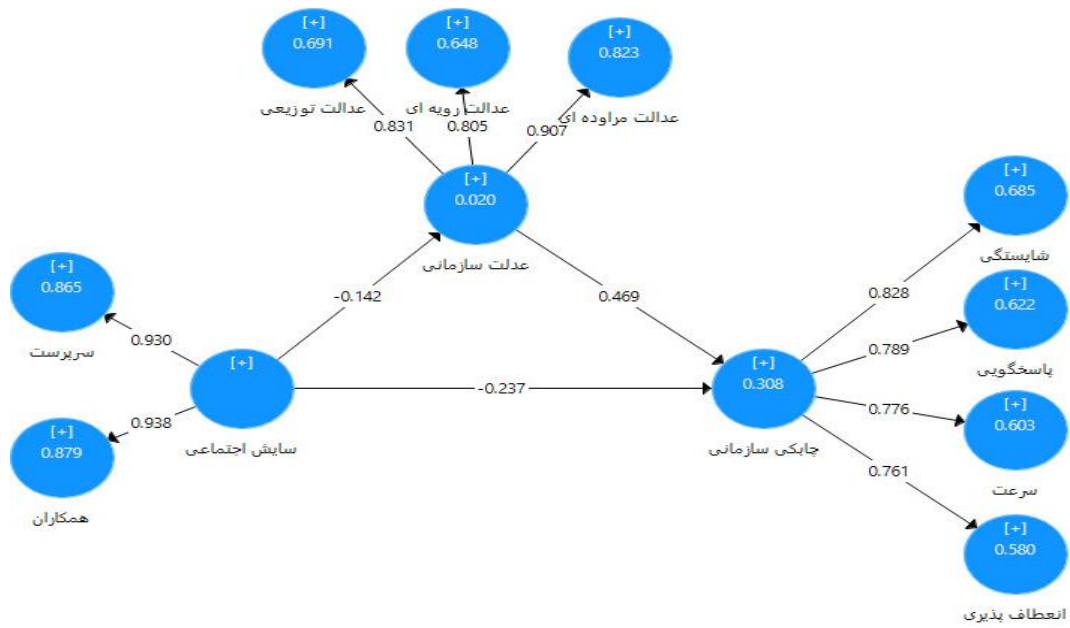 [+]
0.691
عدالت توزیعی
[+]
0.648
عدالت رویه ای
[+]
0.823
عدالت مراوده ای
0.831
0.805
0.907
[+]
0.020
عدلت سازمانی
[+]
0.685
شایستگی
[+]
0.865
سرپرست
-0.142
0.469
0.828
[+]
0.622
پاسخگویی
0.930
0.789
[+]
سایش اجتماعی
-0.237
[+]
0.308
چابکی سازمانی
0.776
[+]
0.603
سرعت
0.938
[+]
0.879
همکاران
0.761
[+]
0.580
انعطاف پذیری